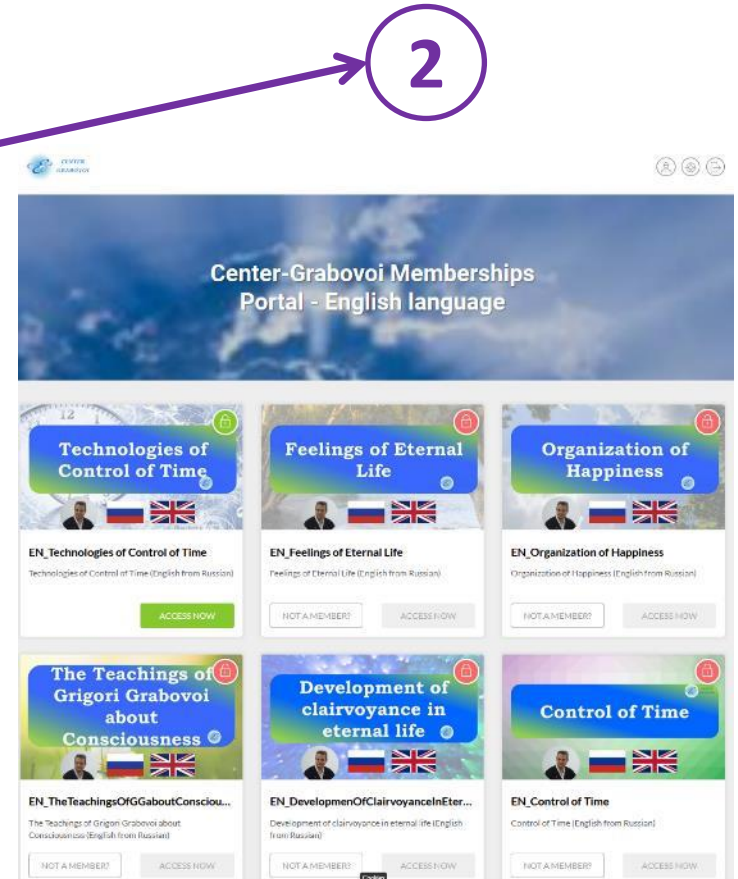 2
CENTER
GRABOVOI
Center-Grabovoi Memberships
Portal - English language
12
Technologies of
Control of Time
EN_Technologies of Control of Time
Technologies of Control of Time (English from Russian)
ACCESS NOW
Feelings of Eternal
Life
EN_Feelings of Eternal Life
Feelings of Eternal Life (English from Russian)
NOT A MEMBER?
ACCESS NOW
Organization of
Happiness
EN_Organization of Happiness
Organization of Happiness (English from Russian)
NOT A MEMBER?
ACCESS NOW
The Teachings of
Grigori Grabovoi
about
Consciousness
EN_TheTeachingsOfGGaboutConsciou...
The Teachings of Grigori Grabovoi about
Consciousness (English from Russian)
NOT A MEMBER?
ACCESS NOW
Development of
clairvoyance in
eternal life
EN_DevelopmenOfClairvoyanceInEter...
Development of clairvoyance in eternal life (English
from Russian)
NOT A MEMBER?
ACCESS NOW
Control of Time
EN_Control of Time
Control of Time (English from Russian)
NOT A MEMBER?
ACCESS NOW